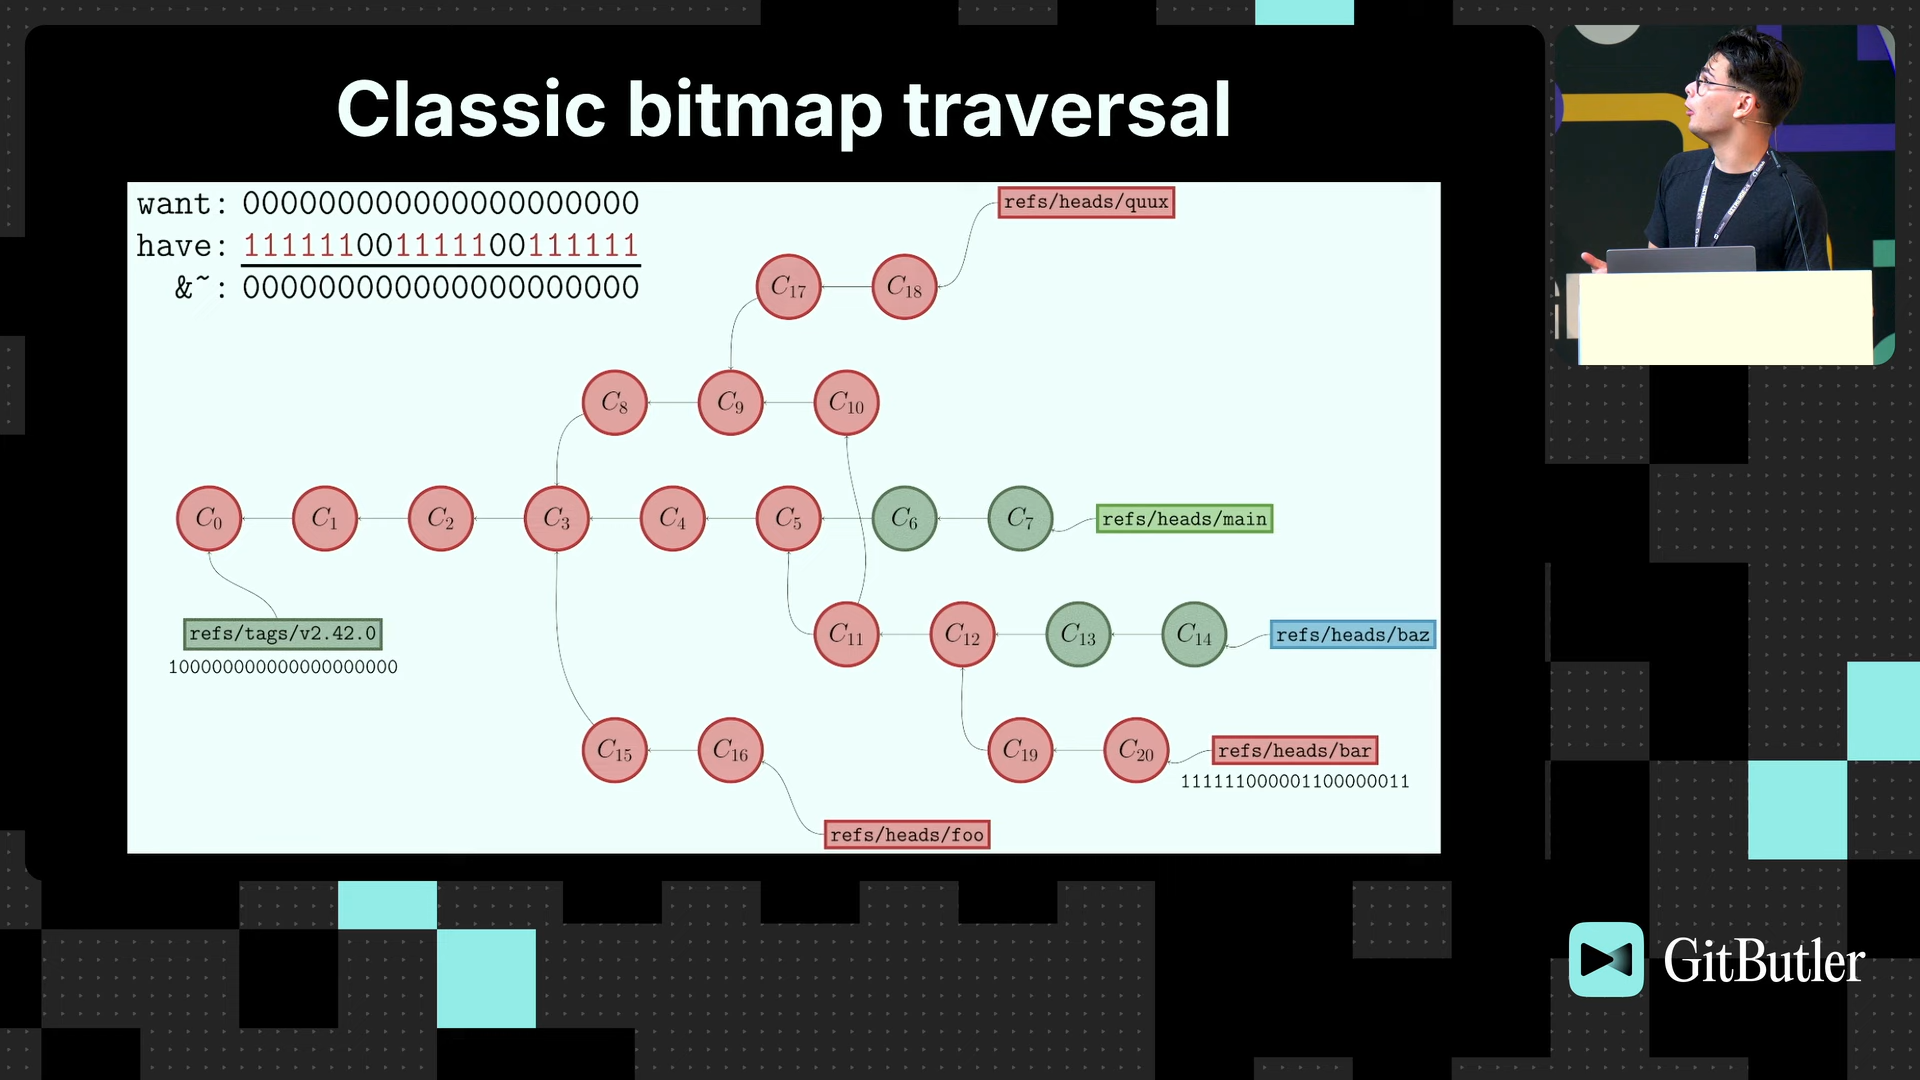 Classic bitmap traversal
want: 000000000000000000000
have: 111111001111100111111
&~: 000000000000000000000
refs/heads/quux
C17 C18
C8 C9 C10
C0 C1 C2 C3 C4 C5 C6 C7 refs/heads/main
refs/tags/v2.42.0 C11 C12 C13 C14 refs/heads/baz
100000000000000000000
C15 C16 C19 C20 refs/heads/bar
111111000001100000011
refs/heads/foo
GitButler